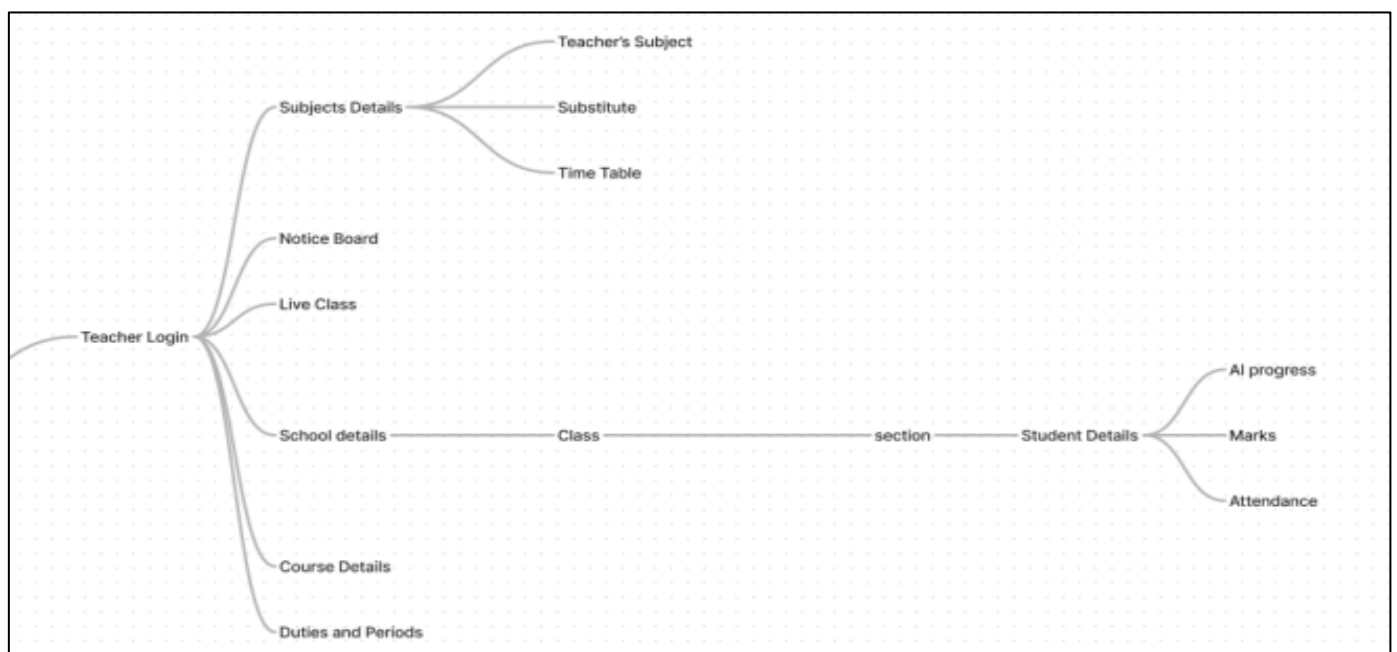 Teacher's Subject
Subjects Details
Substitute
Time Table
Notice Board
Live Class
Teacher Login
AI progress
School details
Class
section
Student Details
Marks
Attendance
Course Details
Duties and Periods